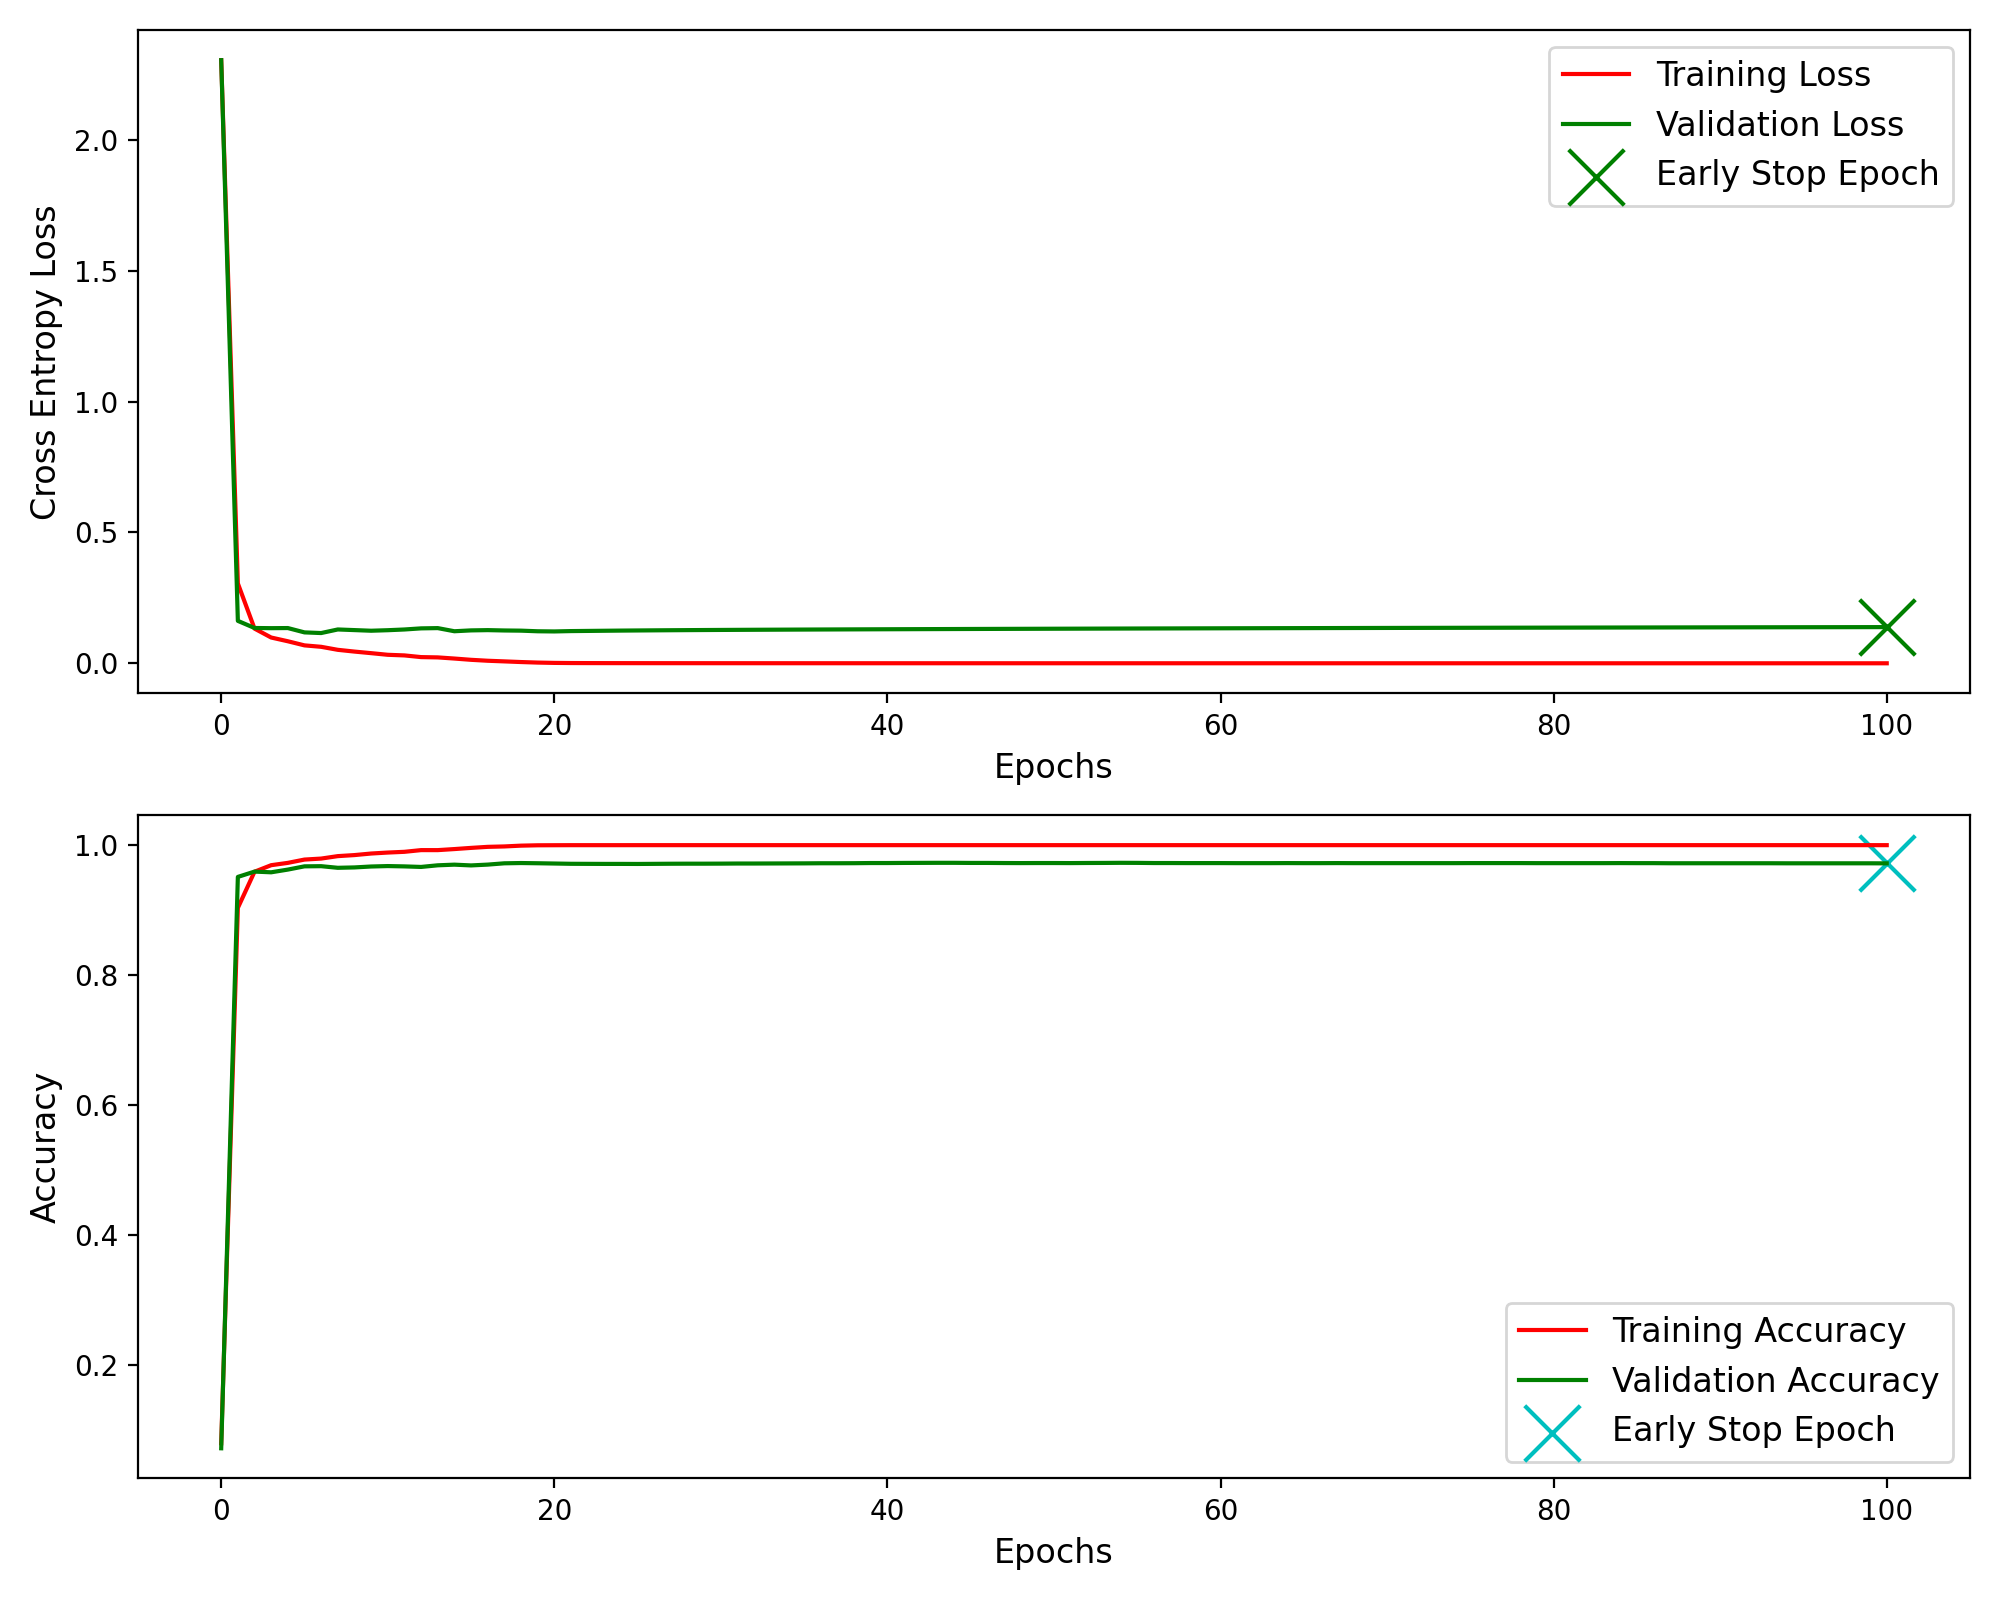 Cross Entropy Loss
2.0
1.5
1.0
0.5
0.0
Training Loss
Validation Loss
Early Stop Epoch
0 20 40 60 80 100
Epochs
Accuracy
1.0
0.8
0.6
0.4
0.2
Training Accuracy
Validation Accuracy
Early Stop Epoch
0 20 40 60 80 100
Epochs